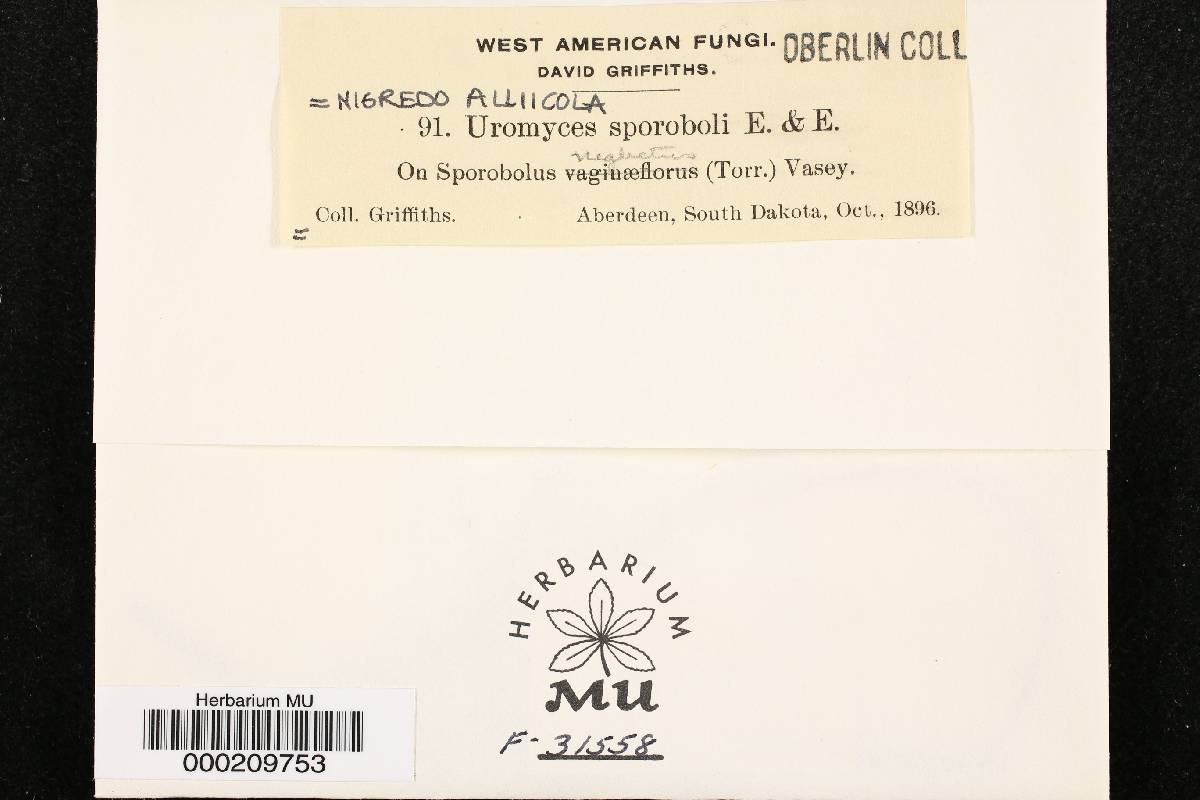 WEST AMERICAN FUNGI. OBERLIN COLL
DAVID GRIFFITHS.
= NIGREDO ALLIICOLA
91. Uromyces sporoboli E. & E.
neglectus
On Sporobolus vaginæflorus (Torr.) Vasey.
Coll. Griffiths. Aberdeen, South Dakota, Oct., 1896.
HERBARIUM
MU
F-31558
Herbarium MU
000209753